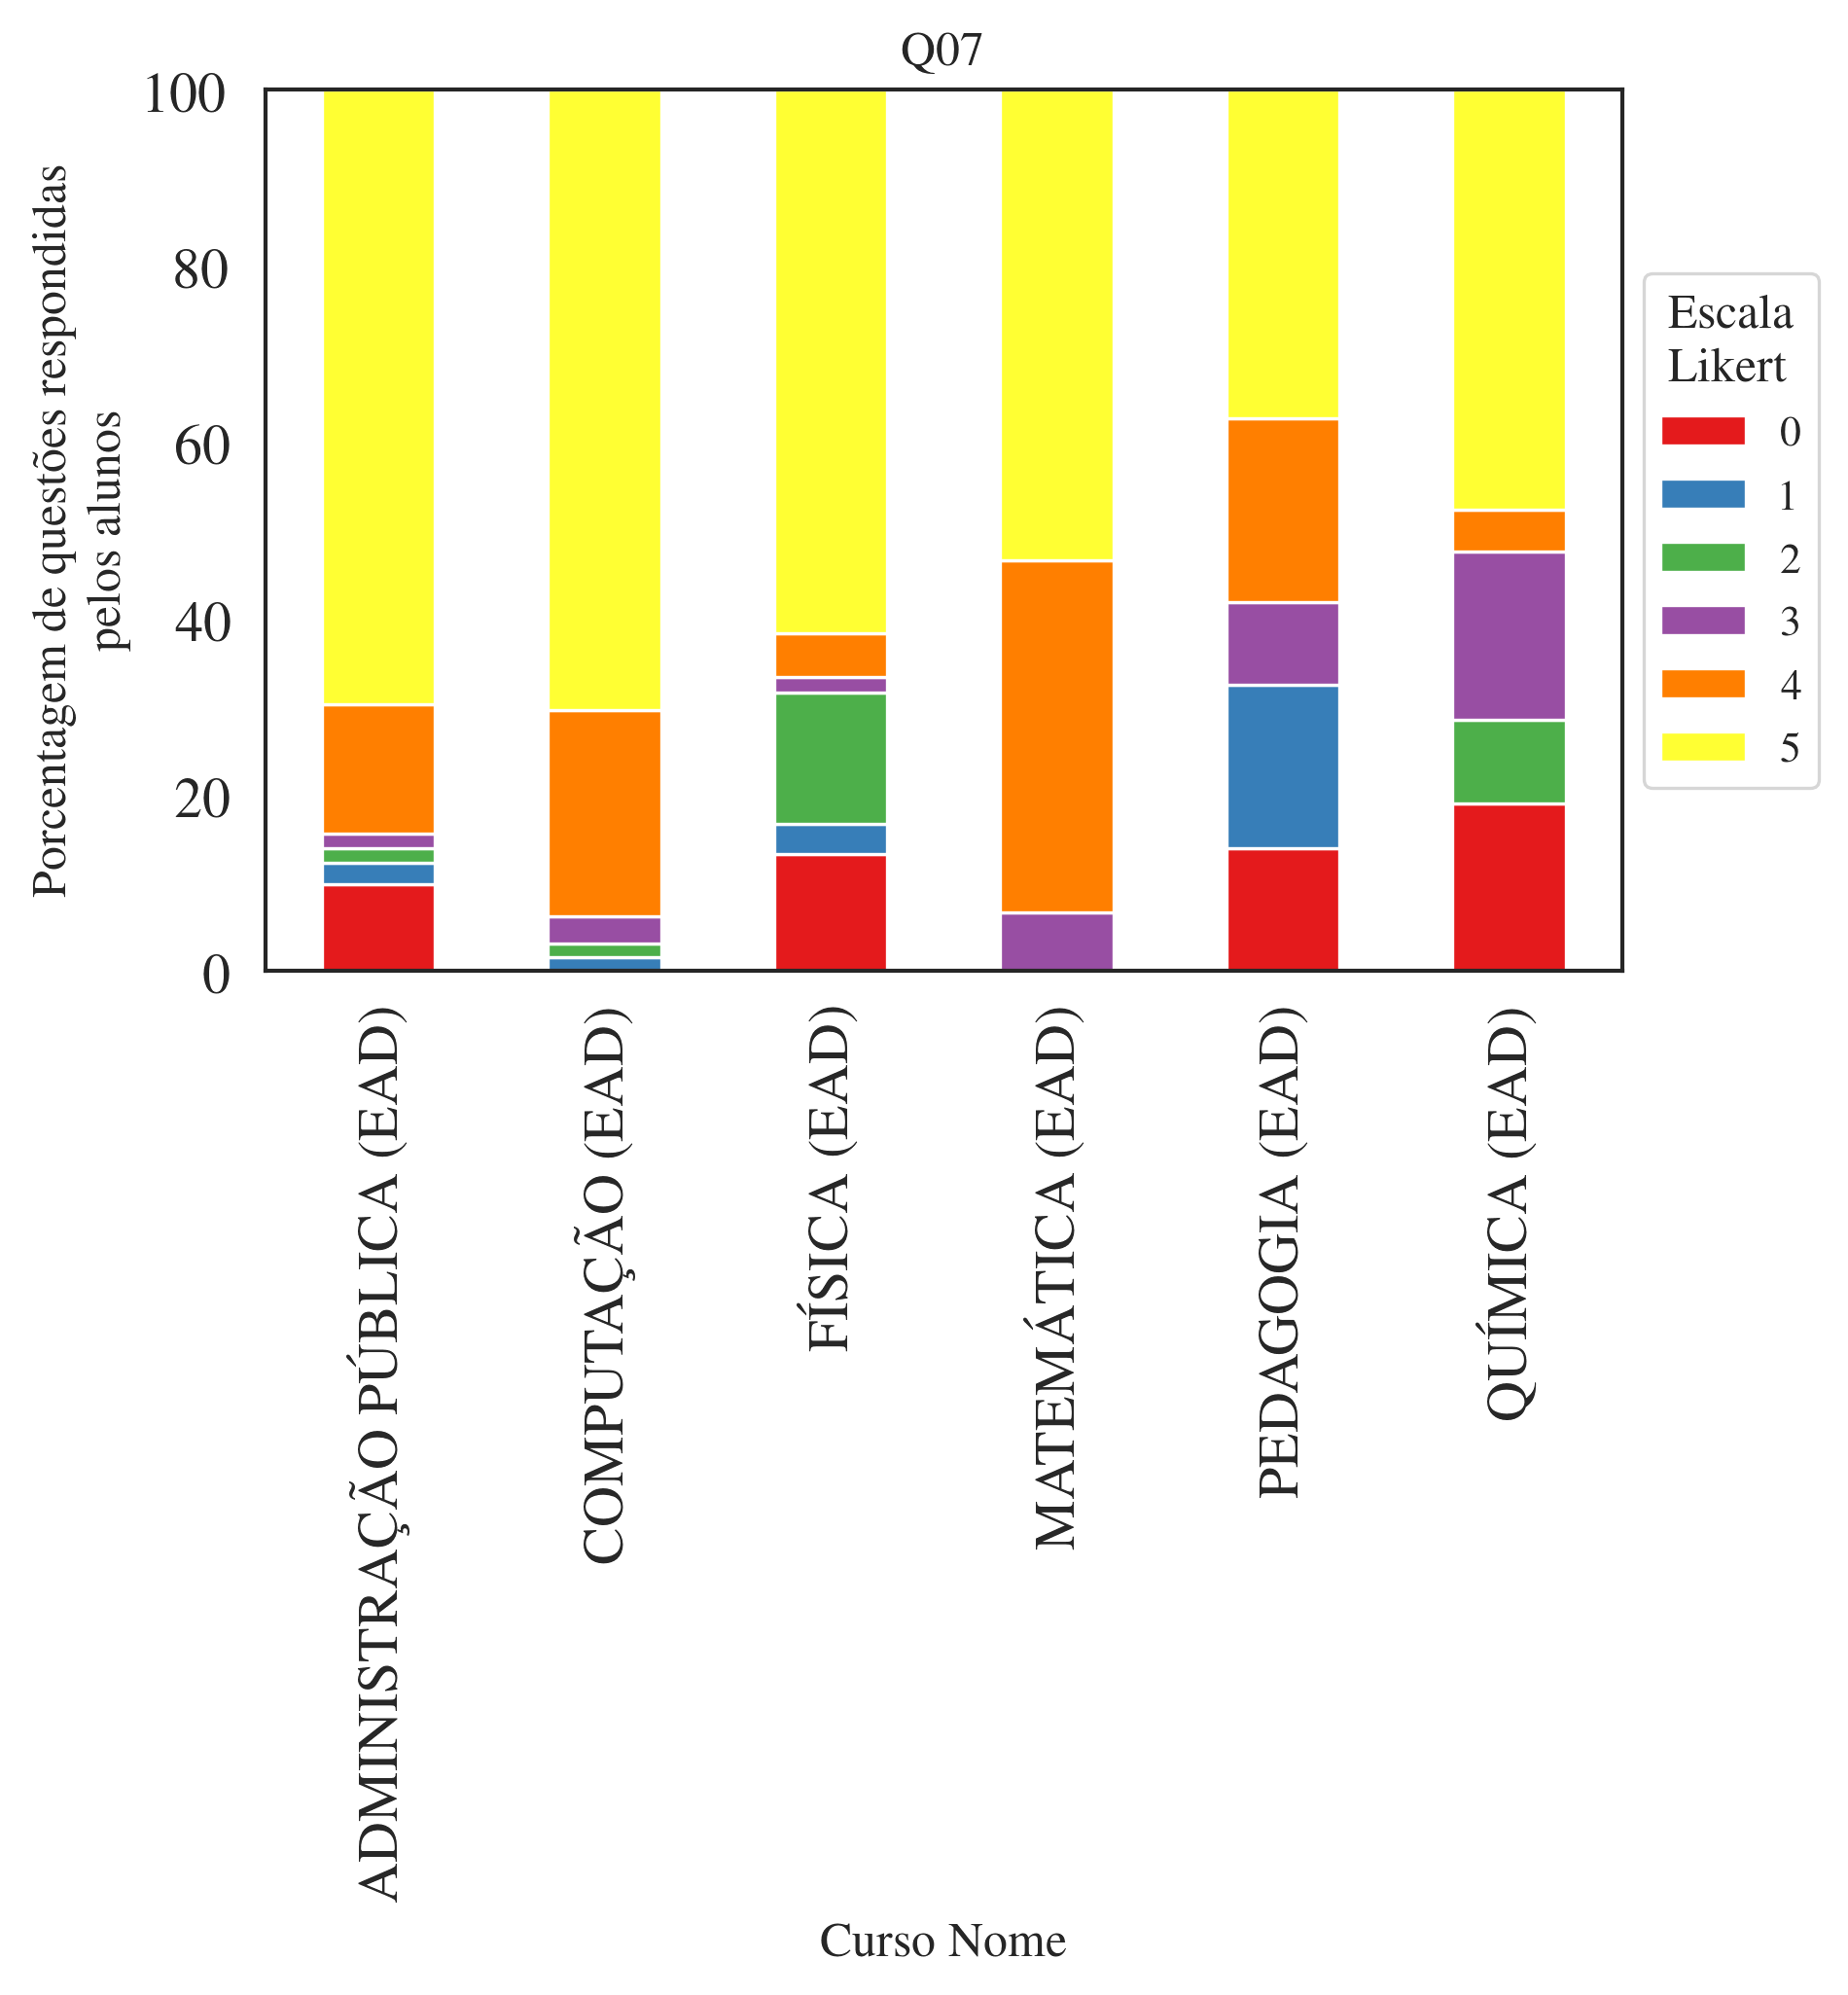 Q07
Porcentagem de questões respondidas
pelos alunos
100
80
60
40
20
0
Escala
Likert
0
1
2
3
4
5
ADMINISTRAÇÃO PÚBLICA (EAD)
COMPUTAÇÃO (EAD)
FÍSICA (EAD)
MATEMÁTICA (EAD)
PEDAGOGIA (EAD)
QUÍMICA (EAD)
Curso Nome